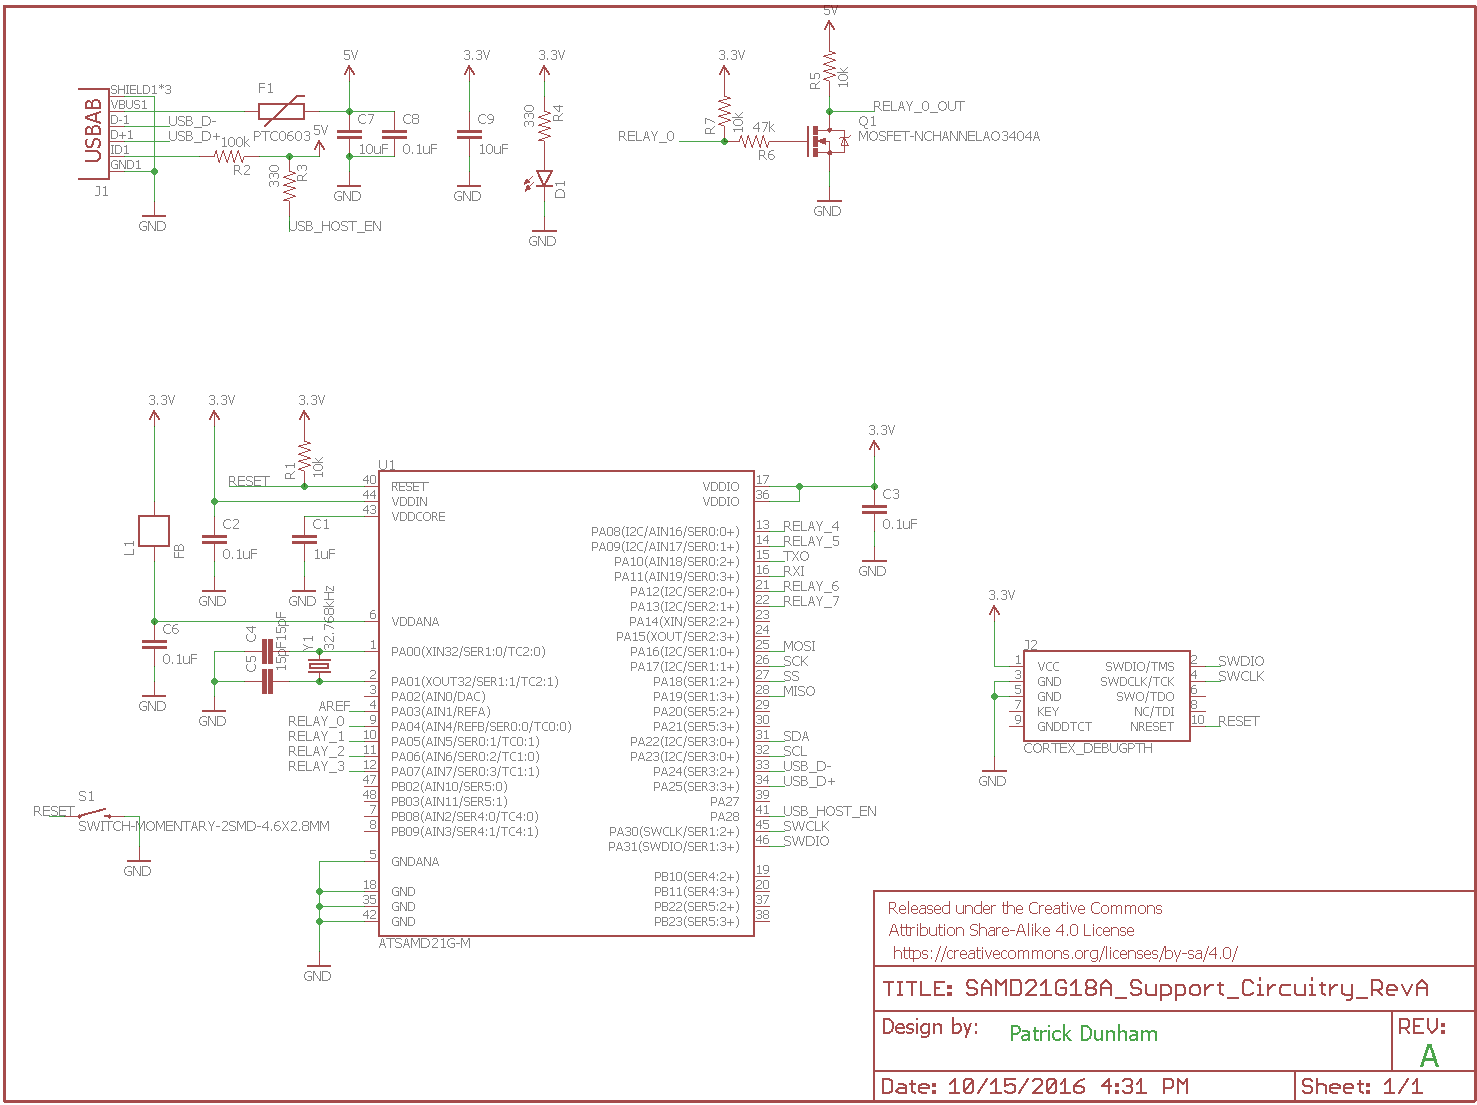 5V
3.3V
3.3V
3.3V
5V
R5
10k
RELAY_0_OUT
Q1
MOSFET-NCHANNELAO3404A
GND
RELAY_0
R7
10k
47k
R6
USBAB
J1
SHIELD1*3
VBUS1
D-1
D+1
ID1
GND1
USB_D-
USB_D+
F1
PTC0603
5V
100k
R2
330
R3
USB_HOST_EN
GND
C7
10uF
C8
0.1uF
GND
C9
10uF
GND
330
R4
D1
GND
3.3V
3.3V
3.3V
R1
10k
RESET
L1
FB
C2
0.1uF
GND
C1
1uF
GND
C6
0.1uF
GND
C4
15pF
C5
15pF
Y1
32.768kHz
GND
AREF
RELAY_0
RELAY_1
RELAY_2
RELAY_3
RESET
S1
SWITCH-MOMENTARY-2SMD-4.6X2.8MM
GND
GND
U1
40 RESET
44 VDDIN
43 VDDCORE
6 VDDANA
1 PA00(XIN32/SER1:0/TC2:0)
2 PA01(XOUT32/SER1:1/TC2:1)
3 PA02(AIN0/DAC)
4 PA03(AIN1/REFA)
9 PA04(AIN4/REFB/SER0:0/TC0:0)
10 PA05(AIN5/SER0:1/TC0:1)
11 PA06(AIN6/SER0:2/TC1:0)
12 PA07(AIN7/SER0:3/TC1:1)
47 PB02(AIN10/SER5:0)
48 PB03(AIN11/SER5:1)
7 PB08(AIN2/SER4:0/TC4:0)
8 PB09(AIN3/SER4:1/TC4:1)
5 GNDANA
18 GND
35 GND
42 GND
ATSAMD21G-M
VDDIO 17
VDDIO 36
PA08(I2C/AIN16/SER0:0+) 13 RELAY_4
PA09(I2C/AIN17/SER0:1+) 14 RELAY_5
PA10(AIN18/SER0:2+) 15 TXO
PA11(AIN19/SER0:3+) 16 RXI
PA12(I2C/SER2:0+) 21 RELAY_6
PA13(I2C/SER2:1+) 22 RELAY_7
PA14(XIN/SER2:2+) 23
PA15(XOUT/SER2:3+) 24
PA16(I2C/SER1:0+) 25 MOSI
PA17(I2C/SER1:1+) 26 SCK
PA18(SER1:2+) 27 SS
PA19(SER1:3+) 28 MISO
PA20(SER5:2+) 29
PA21(SER5:3+) 30
PA22(I2C/SER3:0+) 31 SDA
PA23(I2C/SER3:1+) 32 SCL
PA24(SER3:2+) 33 USB_D-
PA25(SER3:3+) 34 USB_D+
PA27 39
PA28 41 USB_HOST_EN
PA30(SWCLK/SER1:2+) 45 SWCLK
PA31(SWDIO/SER1:3+) 46 SWDIO
PB10(SER4:2+) 19
PB11(SER4:3+) 20
PB22(SER5:2+) 37
PB23(SER5:3+) 38
3.3V
C3
0.1uF
GND
3.3V
J2
1 VCC SWDIO/TMS 2 SWDIO
3 GND SWDCLK/TCK 4 SWCLK
5 GND SWO/TDO 6
7 KEY NC/TDI 8
9 GNDDTCT NRESET 10 RESET
CORTEX_DEBUGPTH
GND
Released under the Creative Commons
Attribution Share-Alike 4.0 License
https://creativecommons.org/licenses/by-sa/4.0/
TITLE: SAMD21G18A_Support_Circuitry_RevA
Design by: Patrick Dunham
REV:
A
Date: 10/15/2016 4:31 PM
Sheet: 1/1